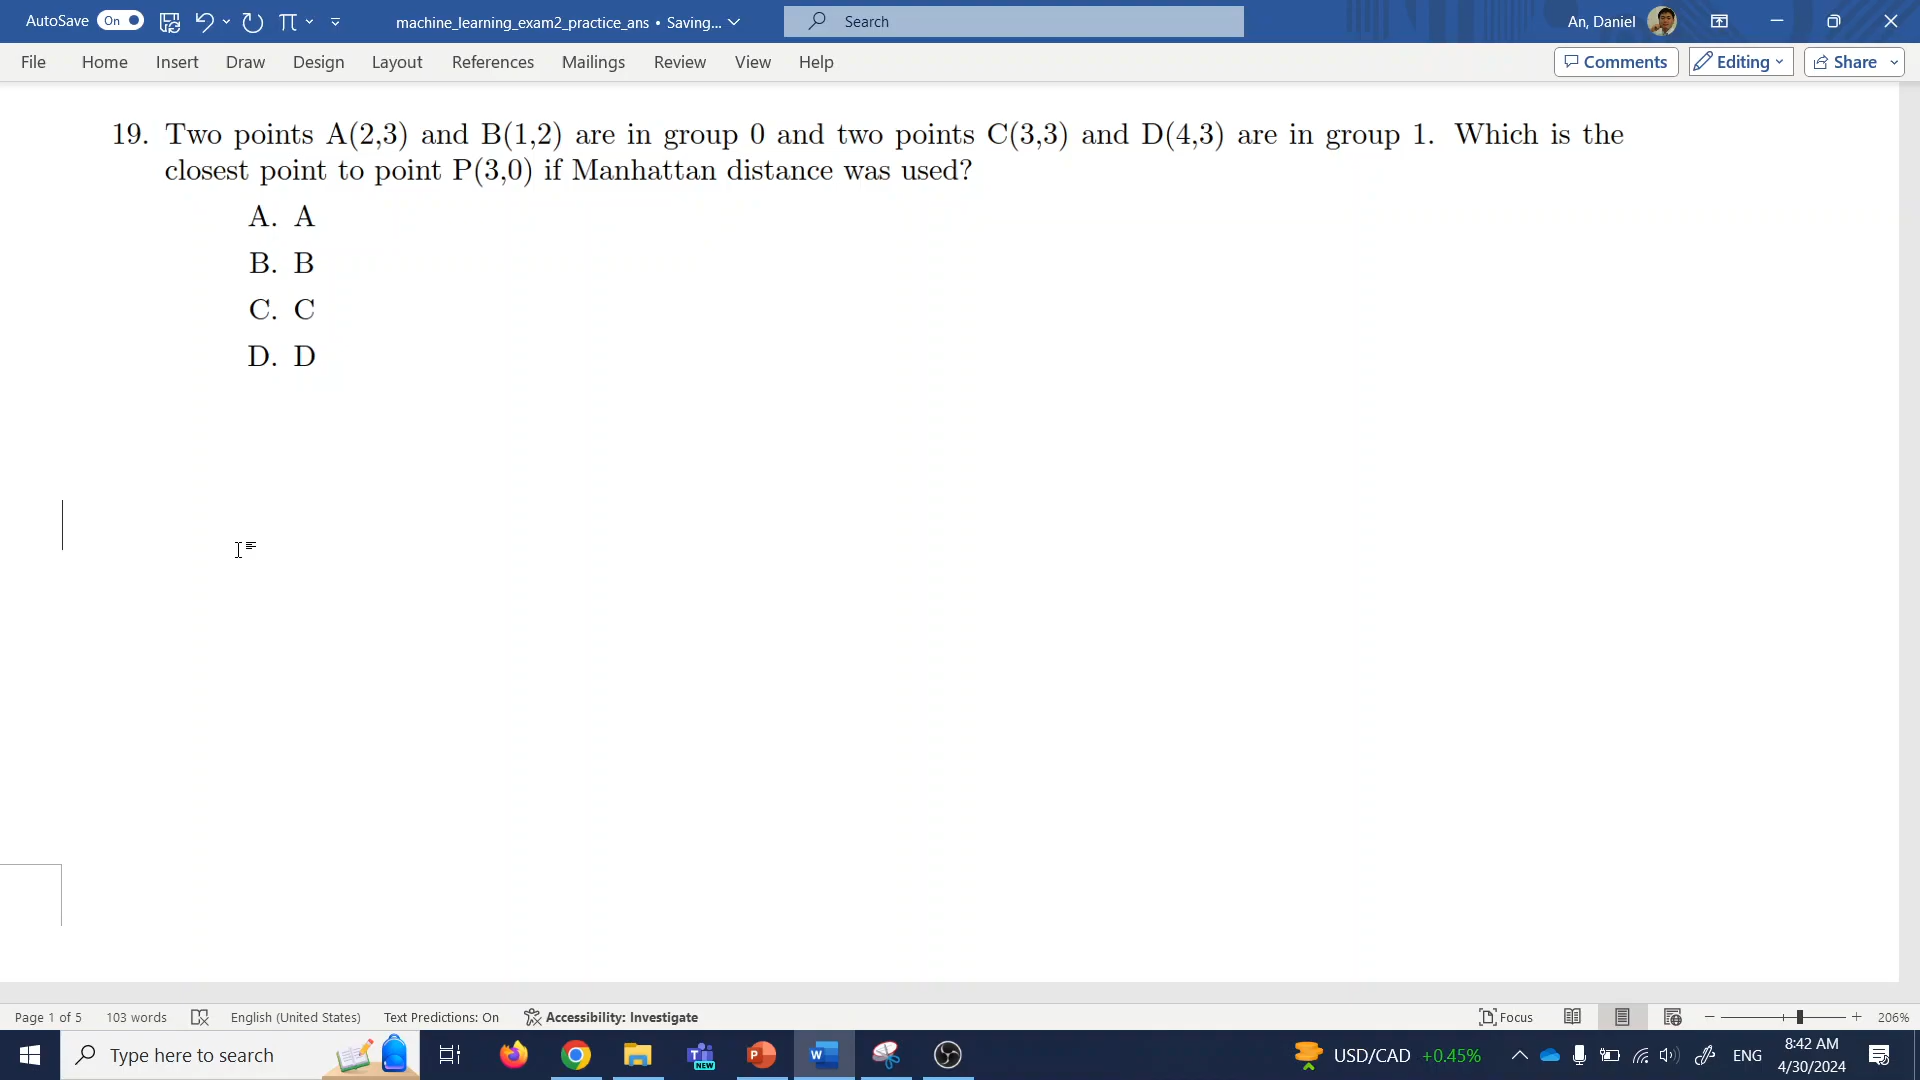 AutoSave On machine_learning_exam2_practice_ans • Saving... Search An, Daniel
File Home Insert Draw Design Layout References Mailings Review View Help Comments Editing Share
19. Two points A(2,3) and B(1,2) are in group 0 and two points C(3,3) and D(4,3) are in group 1. Which is the
closest point to point P(3,0) if Manhattan distance was used?
A. A
B. B
C. C
D. D
Page 1 of 5 103 words English (United States) Text Predictions: On Accessibility: Investigate Focus 206%
Type here to search NEW USD/CAD +0.45% ENG 8:42 AM
4/30/2024